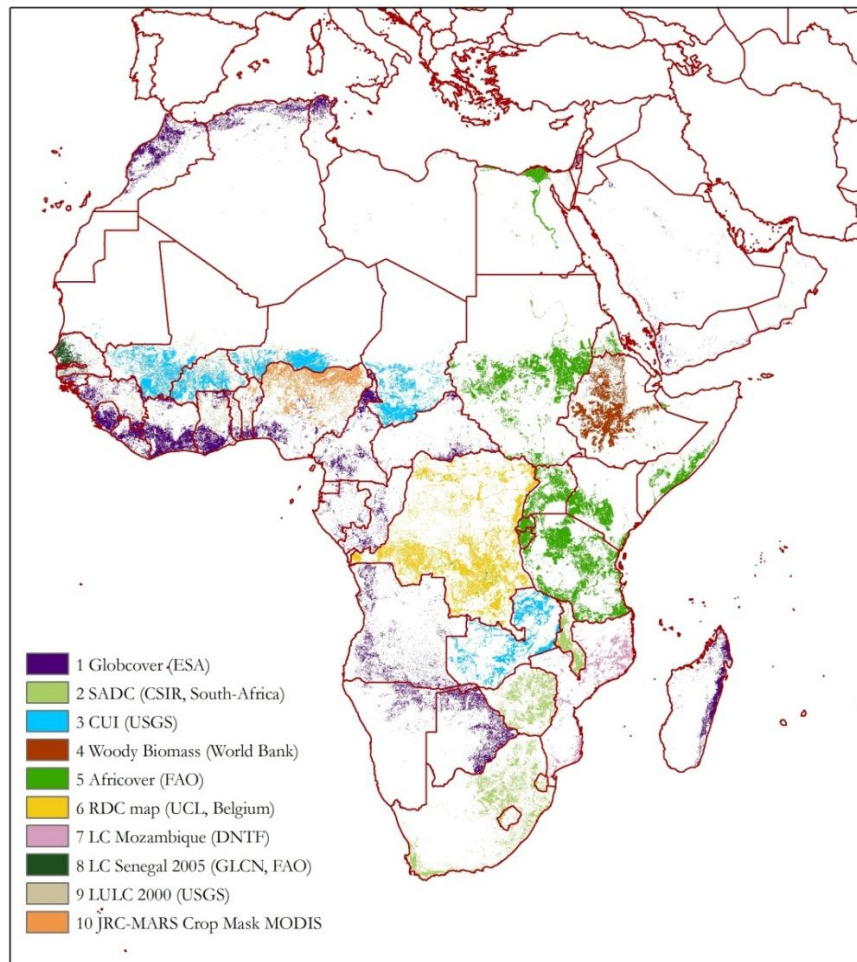 1 Globcover (ESA)
2 SADC (CSIR, South-Africa)
3 CUI (USGS)
4 Woody Biomass (World Bank)
5 Africover (FAO)
6 RDC map (UCL, Belgium)
7 LC Mozambique (DNTF)
8 LC Senegal 2005 (GLCN, FAO)
9 LULC 2000 (USGS)
10 JRC-MARS Crop Mask MODIS